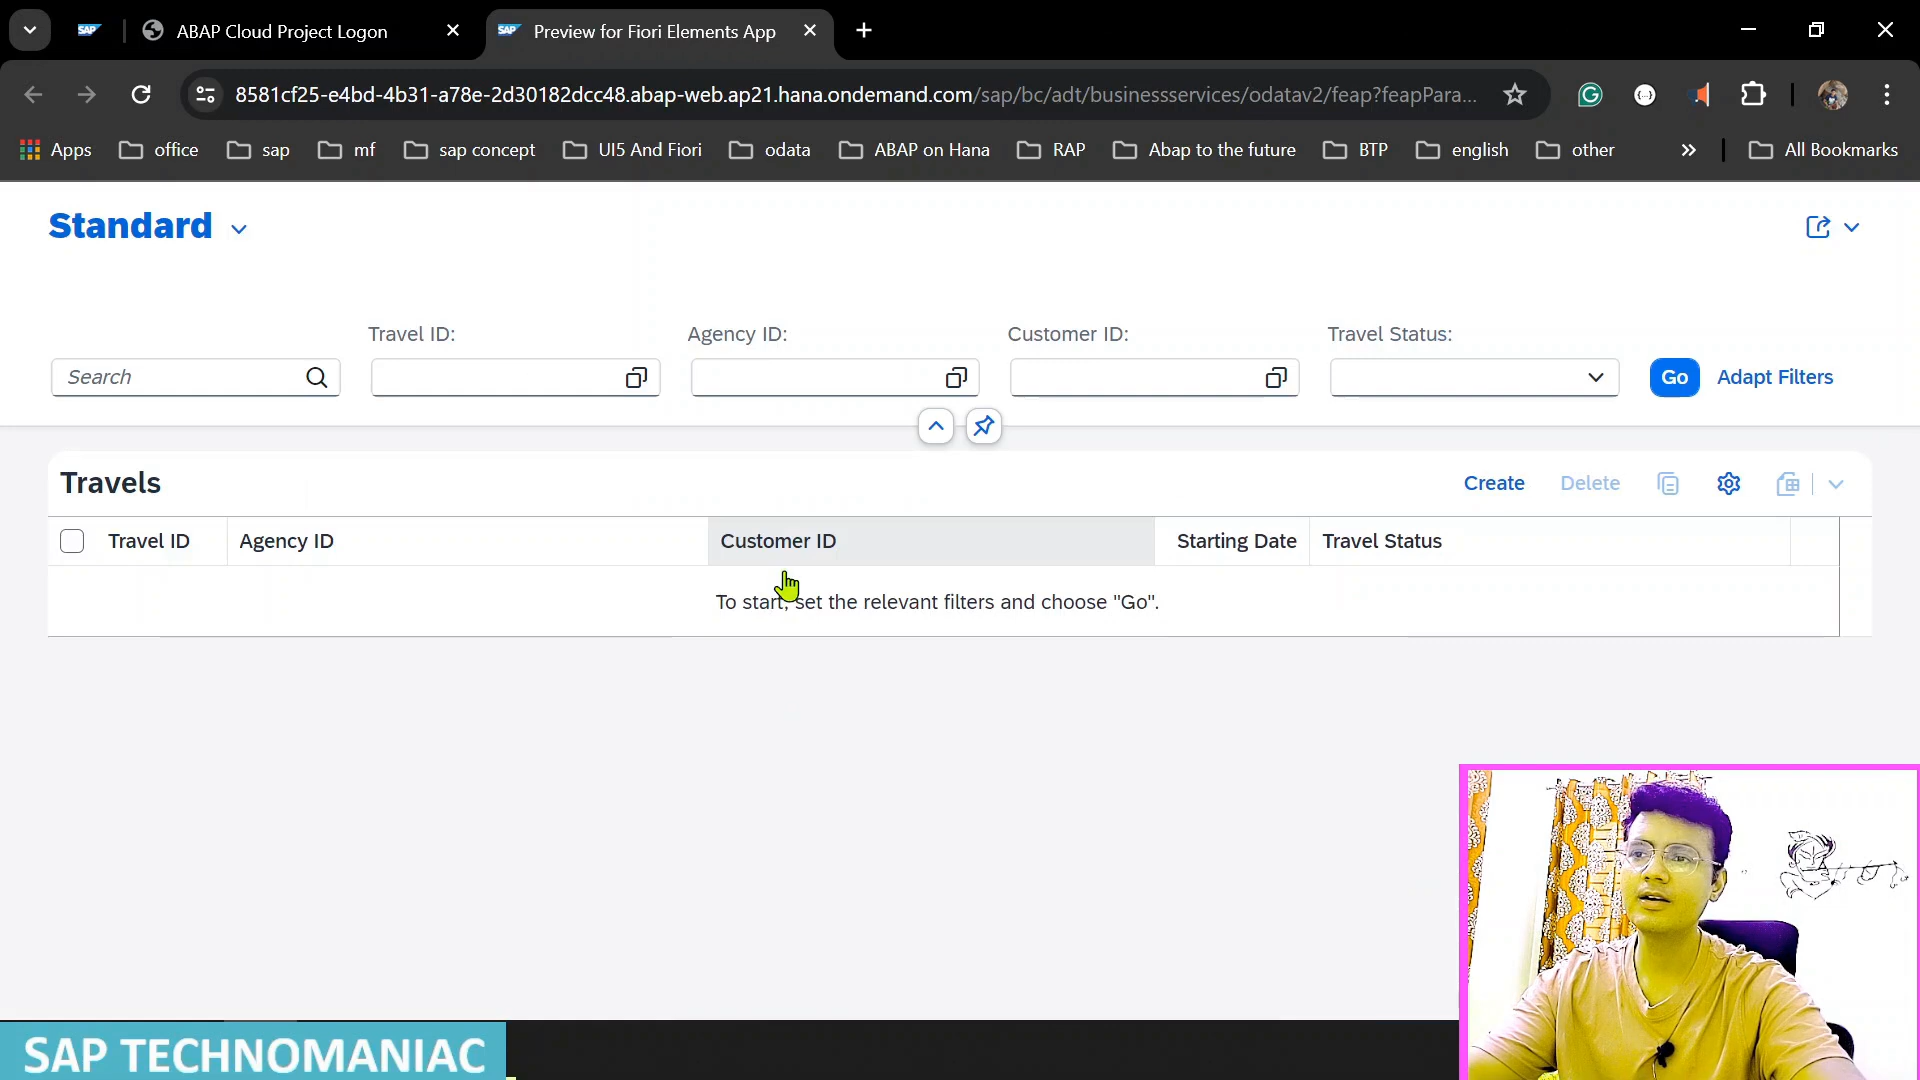 SAP
ABAP Cloud Project Logon
SAP
Preview for Fiori Elements App
8581cf25-e4bd-4b31-a78e-2d30182dcc48.abap-web.ap21.hana.ondemand.com/sap/bc/adt/businessservices/odatav2/feap?feapPara...
Apps
office
sap
mf
sap concept
UI5 And Fiori
odata
ABAP on Hana
RAP
Abap to the future
BTP
english
other
All Bookmarks
Standard
Travel ID:
Agency ID:
Customer ID:
Travel Status:
Search
Go
Adapt Filters
Travels
Create
Delete
Travel ID
Agency ID
Customer ID
Starting Date
Travel Status
To start, set the relevant filters and choose "Go".
SAP TECHNOMANIAC